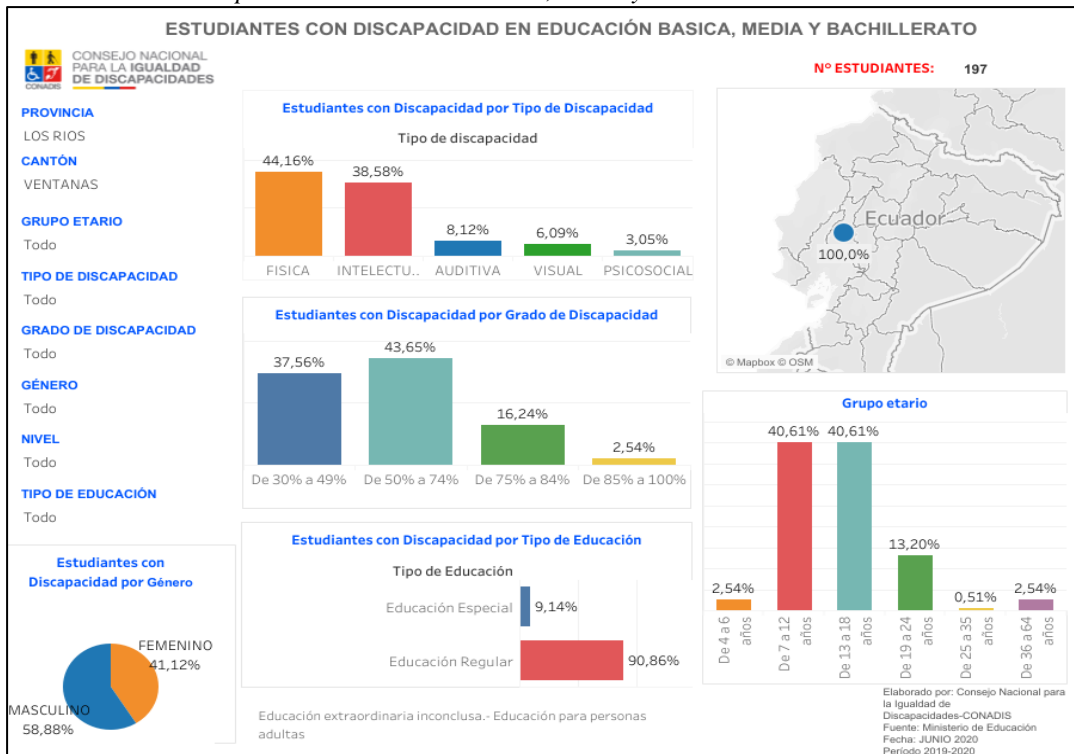 ESTUDIANTES CON DISCAPACIDAD EN EDUCACIÓN BASICA, MEDIA Y BACHILLERATO
CONADIS
CONSEJO NACIONAL
PARA LA IGUALDAD
DE DISCAPACIDADES
Nº ESTUDIANTES: 197
PROVINCIA
LOS RIOS
CANTÓN
VENTANAS
GRUPO ETARIO
Todo
TIPO DE DISCAPACIDAD
Todo
GRADO DE DISCAPACIDAD
Todo
GÉNERO
Todo
NIVEL
Todo
TIPO DE EDUCACIÓN
Todo
Estudiantes con
Discapacidad por Género
FEMENINO
41,12%
MASCULINO
58,88%
Estudiantes con Discapacidad por Tipo de Discapacidad
Tipo de discapacidad
44,16% 38,58% 8,12% 6,09% 3,05%
FISICA INTELECTU.. AUDITIVA VISUAL PSICOSOCIAL
Estudiantes con Discapacidad por Grado de Discapacidad
37,56% 43,65% 16,24% 2,54%
De 30% a 49% De 50% a 74% De 75% a 84% De 85% a 100%
Estudiantes con Discapacidad por Tipo de Educación
Tipo de Educación
Educación Especial 9,14%
Educación Regular 90,86%
Educación extraordinaria inconclusa.- Educación para personas
adultas
Ecuador
100,0%
© Mapbox © OSM
Grupo etario
2,54% 40,61% 40,61% 13,20% 0,51% 2,54%
De 4 a 6
años
De 7 a 12
años
De 13 a 18
años
De 19 a 24
años
De 25 a 35
años
De 36 a 64
años
Elaborado por: Consejo Nacional para
la Igualdad de
Discapacidades-CONADIS
Fuente: Ministerio de Educación
Fecha: JUNIO 2020
Período 2019-2020